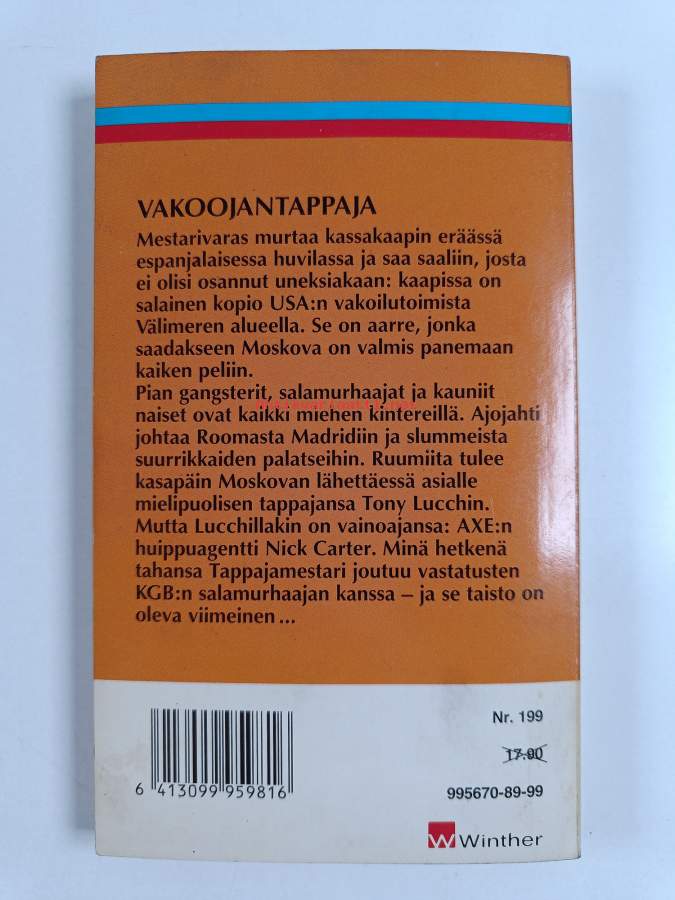 VAKOOJANTAPPAJA
Mestarivaras murtaa kassakaapin eräässä
espanjalaisessa huvilassa ja saa saaliin, josta
ei olisi osannut uneksiakaan: kaapissa on
salainen kopio USA:n vakoilutoimista
Välimeren alueella. Se on aarre, jonka
saadakseen Moskova on valmis panemaan
kaiken peliin.
Pian gangsterit, salamurhaajat ja kauniit
naiset ovat kaikki miehen kintereillä. Ajojahti
johtaa Roomasta Madridiin ja slummeista
suurrikkaiden palatseihin. Ruumiita tulee
kasapäin Moskovan lähettäessä asialle
mielipuolisen tappajansa Tony Lucchin.
Mutta Lucchillakin on vainoajansa: AXE:n
huippuagentti Nick Carter. Minä hetkenä
tahansa Tappajamestari joutuu vastatusten
KGB:n salamurhaajan kanssa – ja se taisto on
oleva viimeinen ...
Nr. 199
17.90
6 413099 959816
995670-89-99
Winther